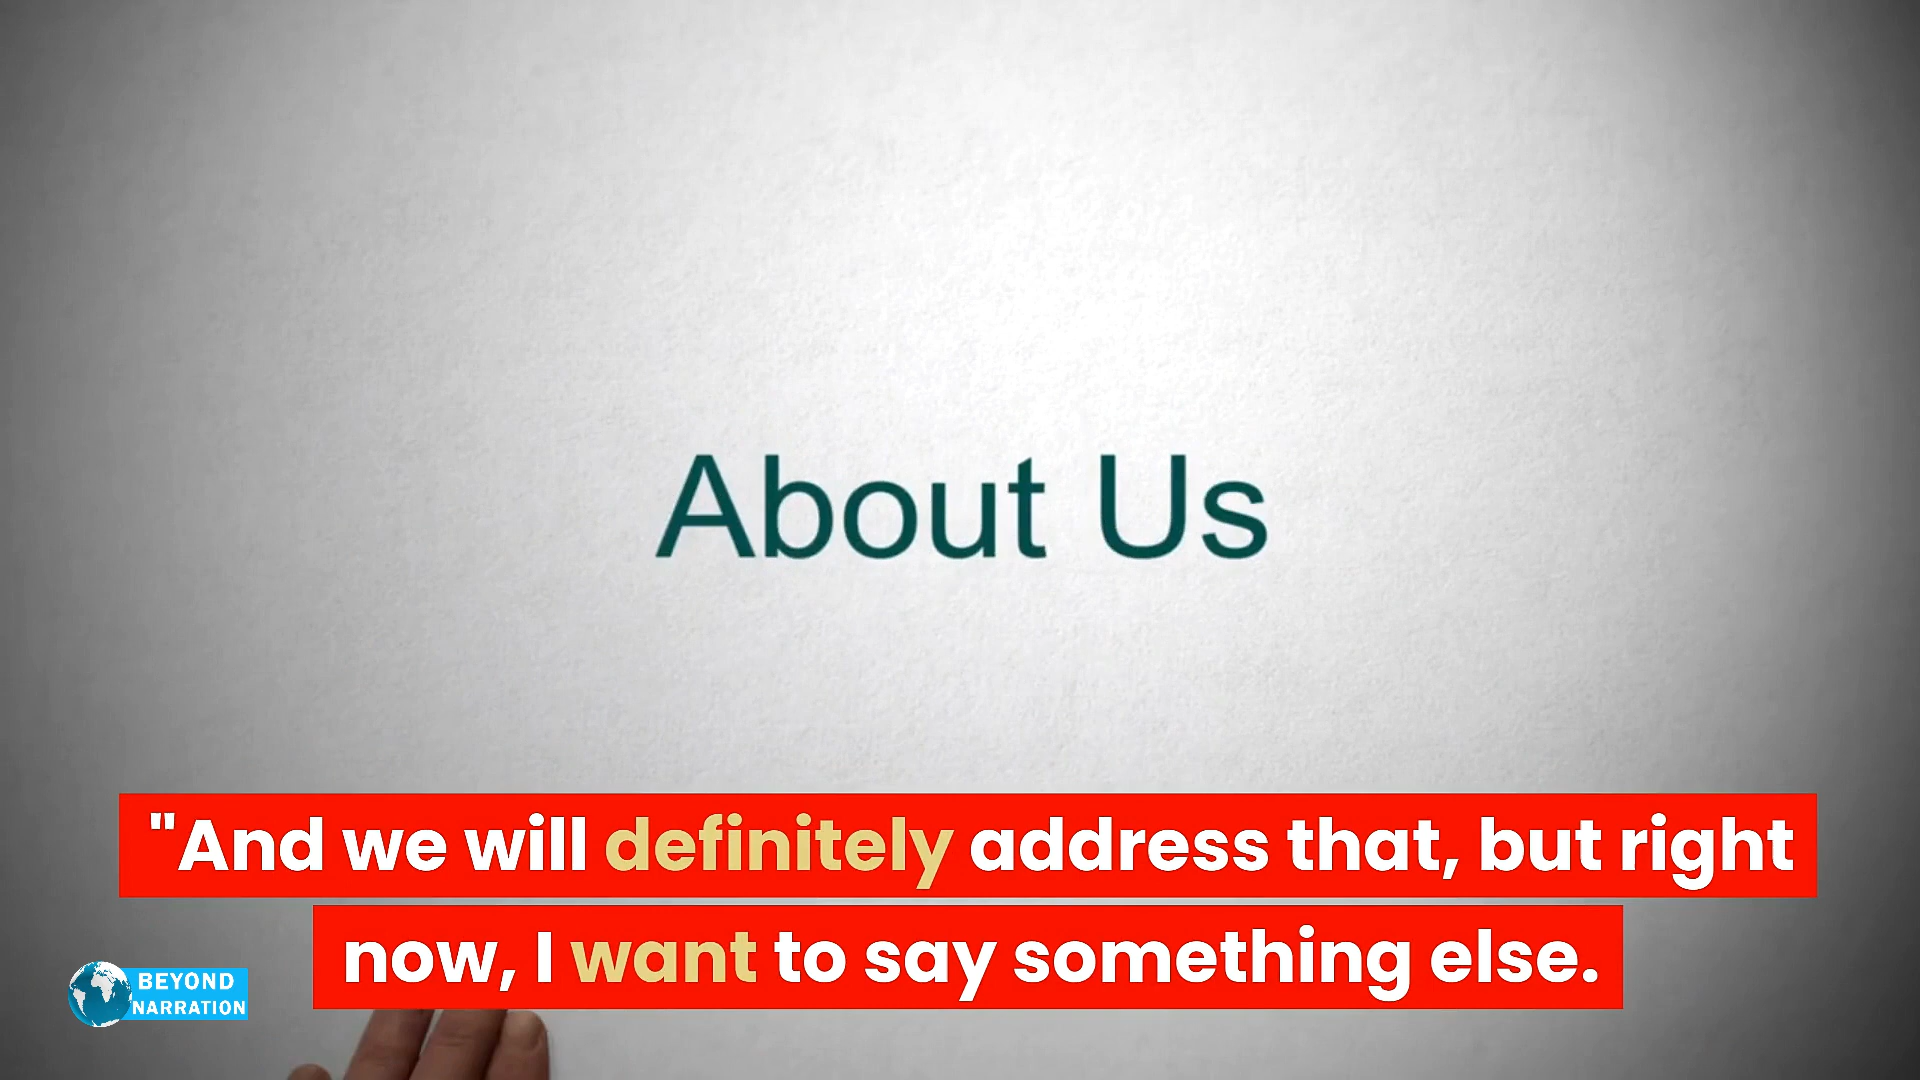 About Us
"And we will definitely address that, but right
now, I want to say something else.
BEYOND
NARRATION